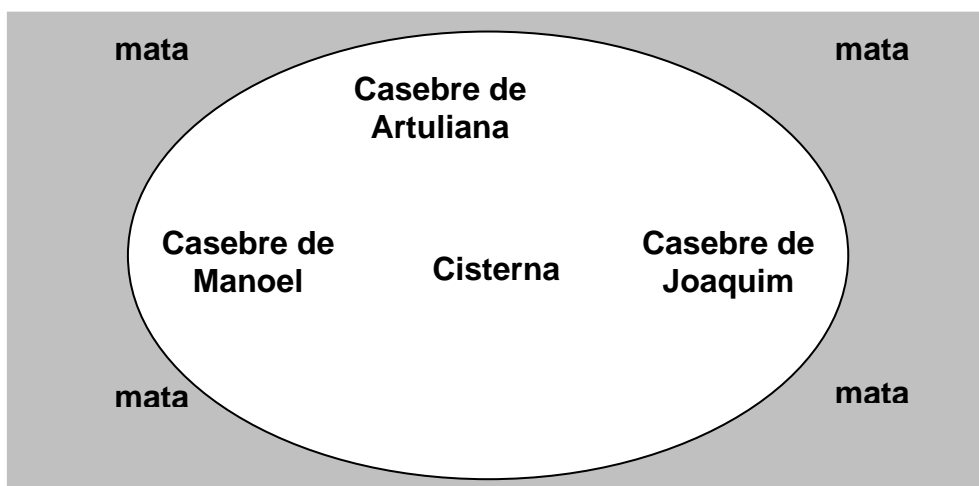 mata
mata
Casebre de
Artuliana
Casebre de
Manoel
Cisterna
Casebre de
Joaquim
mata
mata